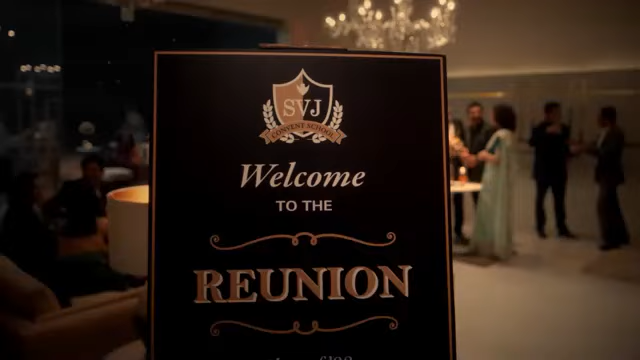 SVJ
CONVENT SCHOOL
Welcome
TO THE
REUNION